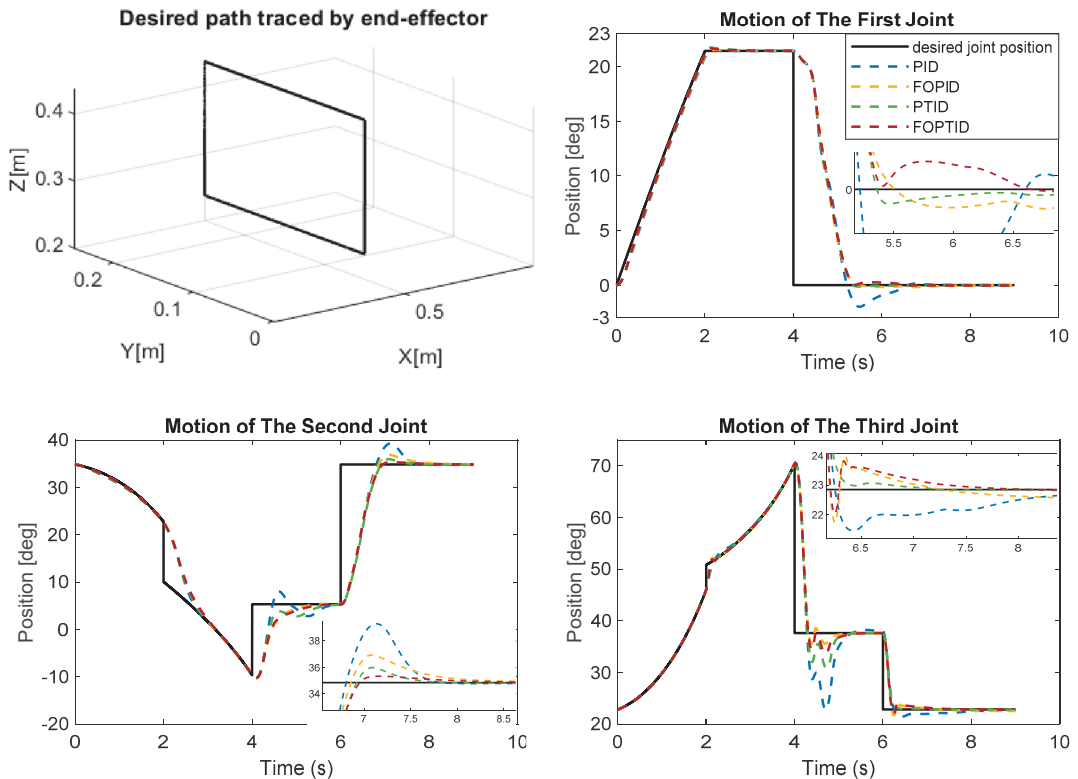 Desired path traced by end-effector
0.4
0.3
0.2
Z[m]
0.2
0.1
0
Y[m]
0.5
X[m]
Motion of The First Joint
23
20
15
10
5
0
-3
Position [deg]
0 2 4 6 8 10
Time (s)
desired joint position
PID
FOPID
PTID
FOPTID
0
5.5 6 6.5
Motion of The Second Joint
40
30
20
10
0
-10
-20
Position [deg]
0 2 4 6 8 10
Time (s)
38
36
34
7 7.5 8 8.5
Motion of The Third Joint
70
60
50
40
30
20
Position [deg]
0 2 4 6 8 10
Time (s)
24
23
22
6.5 7 7.5 8